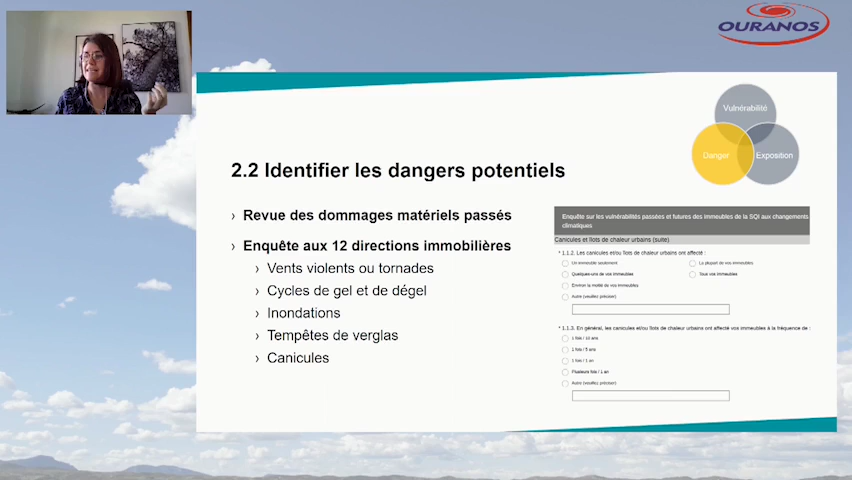 OURANOS
Vulnérabilité
Danger
Exposition
2.2 Identifier les dangers potentiels
› Revue des dommages matériels passés
› Enquête aux 12 directions immobilières
› Vents violents ou tornades
› Cycles de gel et de dégel
› Inondations
› Tempêtes de verglas
› Canicules
Enquête sur les vulnérabilités passées et futures des immeubles de la SQI aux changements
climatiques
Canicules et îlots de chaleur urbains (suite)
* 1.1.2. Les canicules et/ou îlots de chaleur urbains ont affecté :
Un immeuble seulement
La plupart de vos immeubles
Quelques-uns de vos immeubles
Tous vos immeubles
Environ la moitié de vos immeubles
Autre (veuillez préciser)
* 1.1.3. En général, les canicules et/ou îlots de chaleur urbains ont affecté vos immeubles à la fréquence de :
1 fois / 10 ans
1 fois / 5 ans
1 fois / 1 an
Plusieurs fois / 1 an
Autre (veuillez préciser)